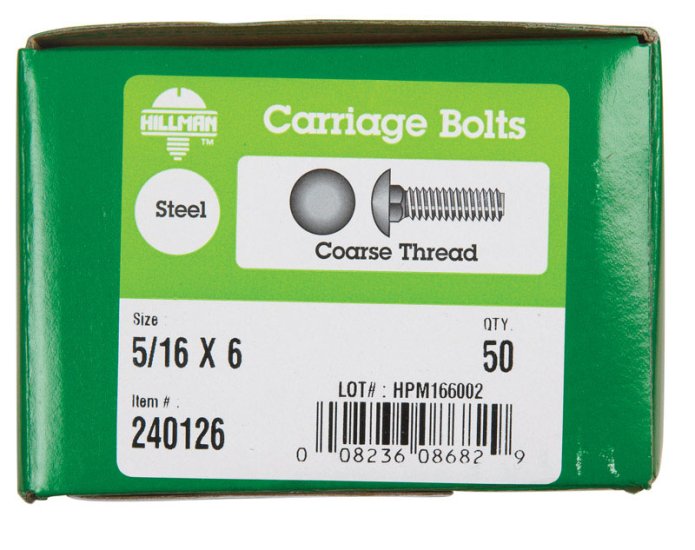 HILLMAN
™
Carriage Bolts
Steel
Coarse Thread
Size
QTY.
5/16 X 6
50
Item # .
LOT# : HPM166002
240126
0 08236 08682 9